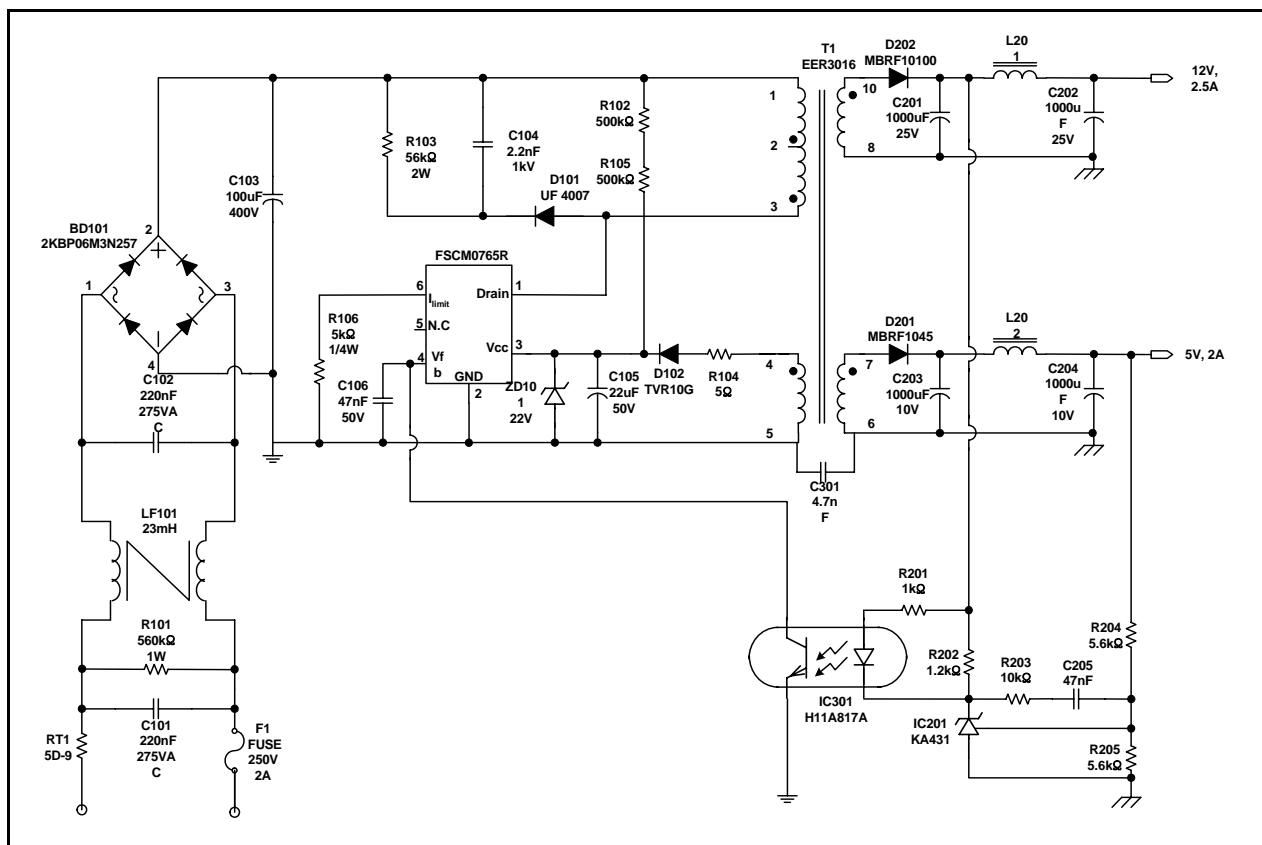 T1
EER3016
D202
MBRF10100
L20
1
12V,
2.5A
1
10
C201
1000uF
25V
C202
1000u
F
25V
R102
500kΩ
R103
56kΩ
2W
C104
2.2nF
1kV
2
8
R105
500kΩ
D101
UF 4007
C103
100uF
400V
3
BD101
2KBP06M3N257
2
1
3
4
FSCM0765R
6
Ilimit
Drain
1
5
N.C
R106
5kΩ
1/4W
Vcc
3
4
Vf
b
GND
2
C106
47nF
50V
ZD10
1
22V
C105
22uF
50V
D102
TVR10G
R104
5Ω
4
7
D201
MBRF1045
L20
2
5V, 2A
C203
1000uF
10V
C204
1000u
F
10V
5
6
C102
220nF
275VA
C
C301
4.7n
F
LF101
23mH
R101
560kΩ
1W
R201
1kΩ
R202
1.2kΩ
R203
10kΩ
C205
47nF
R204
5.6kΩ
IC301
H11A817A
IC201
KA431
R205
5.6kΩ
C101
220nF
275VA
C
RT1
5D-9
F1
FUSE
250V
2A